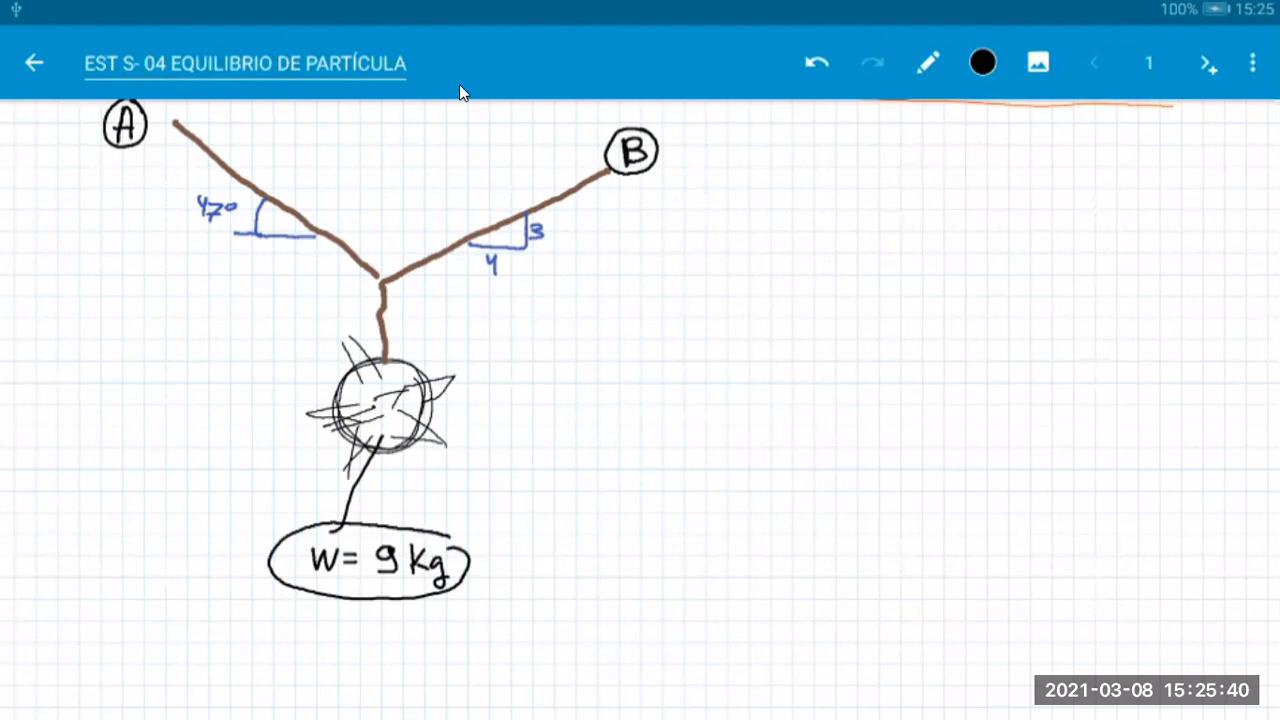 100% 15:25
EST S- 04 EQUILIBRIO DE PARTÍCULA
1
A
B
47°
3
4
W= 9 Kg
2021-03-08 15:25:40